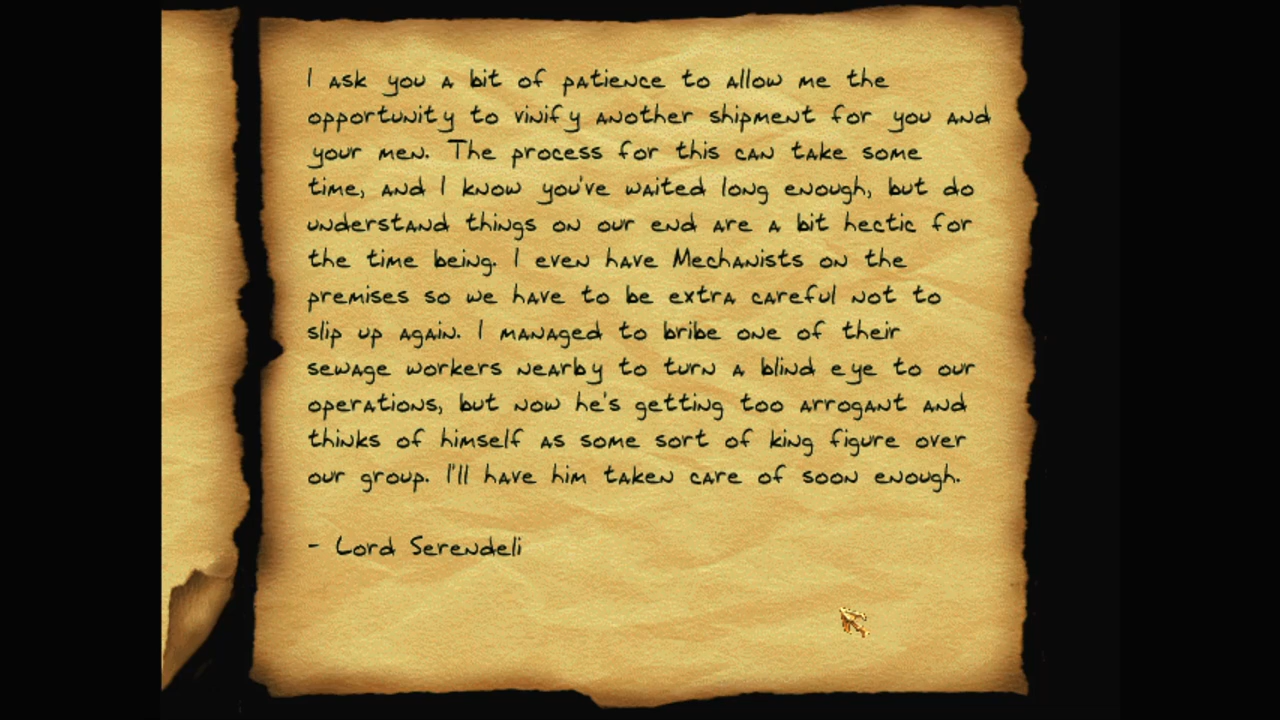 I ask you a bit of patience to allow me the
opportunity to vinify another shipment for you and
your men. The process for this can take some
time, and I know you've waited long enough, but do
understand things on our end are a bit hectic for
the time being. I even have Mechanists on the
premises so we have to be extra careful not to
slip up again. I managed to bribe one of their
sewage workers nearby to turn a blind eye to our
operations, but now he's getting too arrogant and
thinks of himself as some sort of king figure over
our group. I'll have him taken care of soon enough.
- Lord Serendeli